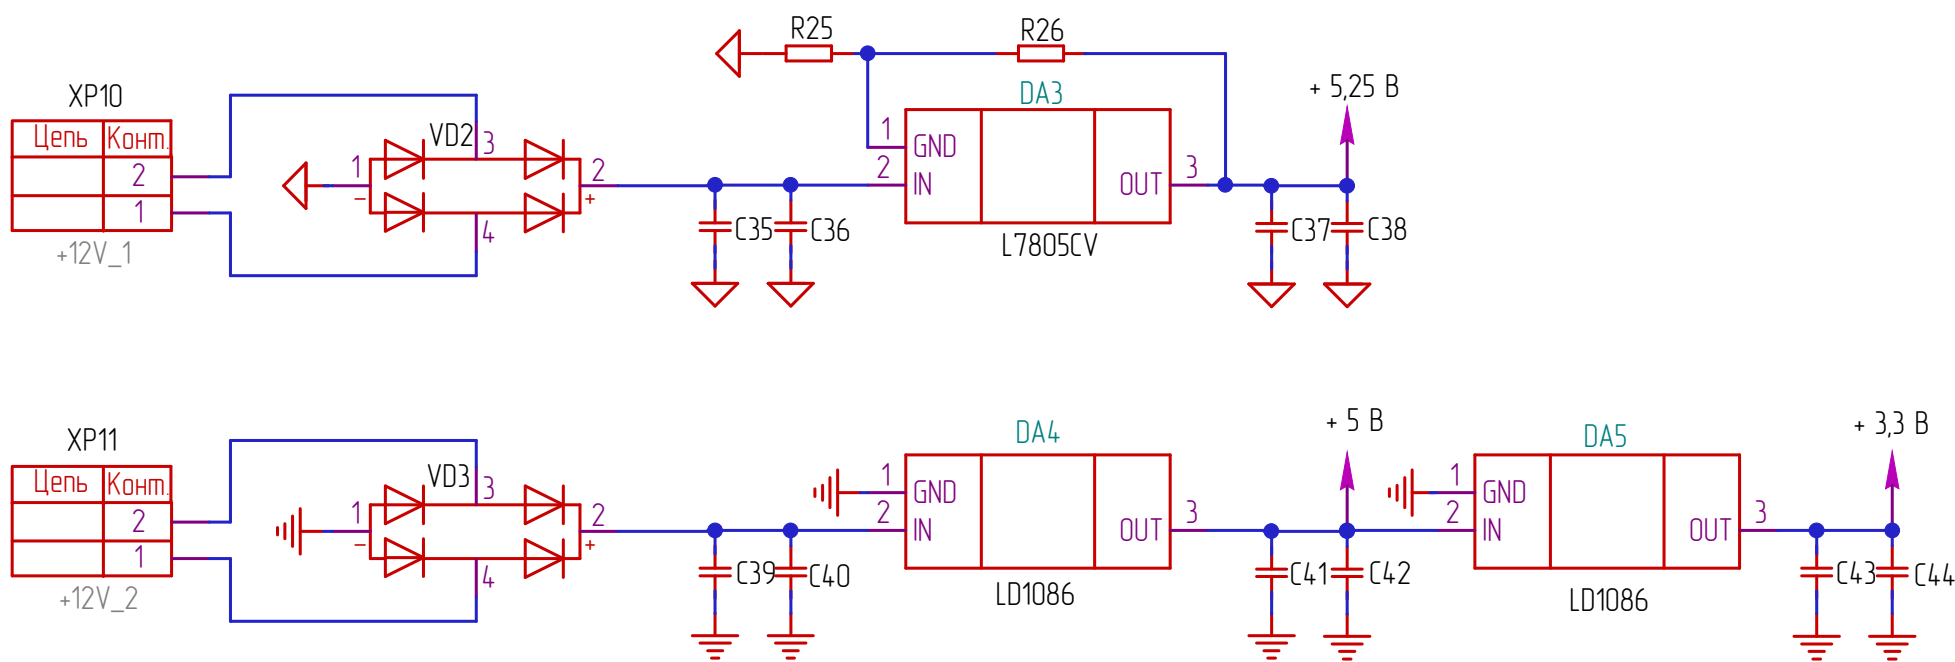 R25
R26
XP10
DA3
+ 5,25 В
Цепь
Конт.
VD2
3
1
GND
2
1
2
2
IN
OUT
3
1
−
+
4
C35
C36
C37
C38
+12V_1
L7805CV
XP11
DA4
+ 5 В
DA5
+ 3,3 В
Цепь
Конт.
VD3
3
1
GND
1
GND
2
1
2
2
IN
OUT
3
2
IN
OUT
3
1
−
+
4
C39
C40
C41
C42
C43
C44
+12V_2
LD1086
LD1086